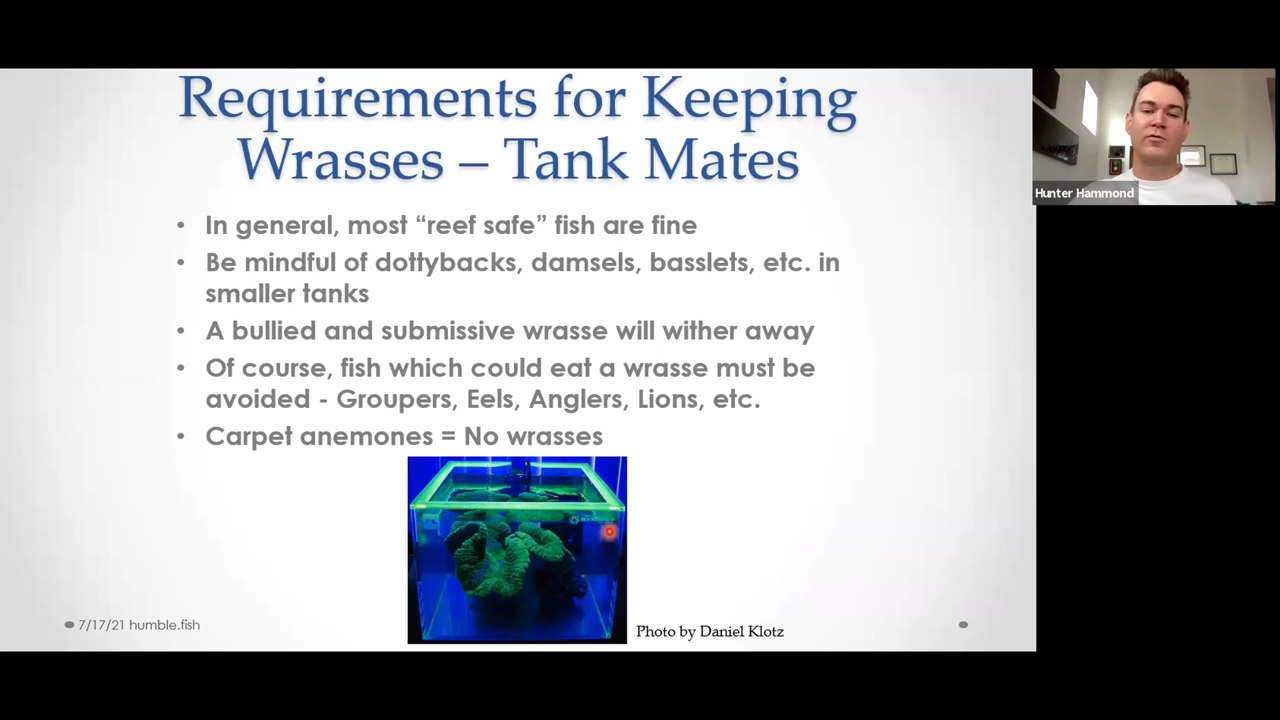 Requirements for Keeping
Wrasses – Tank Mates
• In general, most “reef safe” fish are fine
• Be mindful of dottybacks, damsels, basslets, etc. in
smaller tanks
• A bullied and submissive wrasse will wither away
• Of course, fish which could eat a wrasse must be
avoided - Groupers, Eels, Anglers, Lions, etc.
• Carpet anemones = No wrasses
7/17/21 humble.fish
Photo by Daniel Klotz
Hunter Hammond